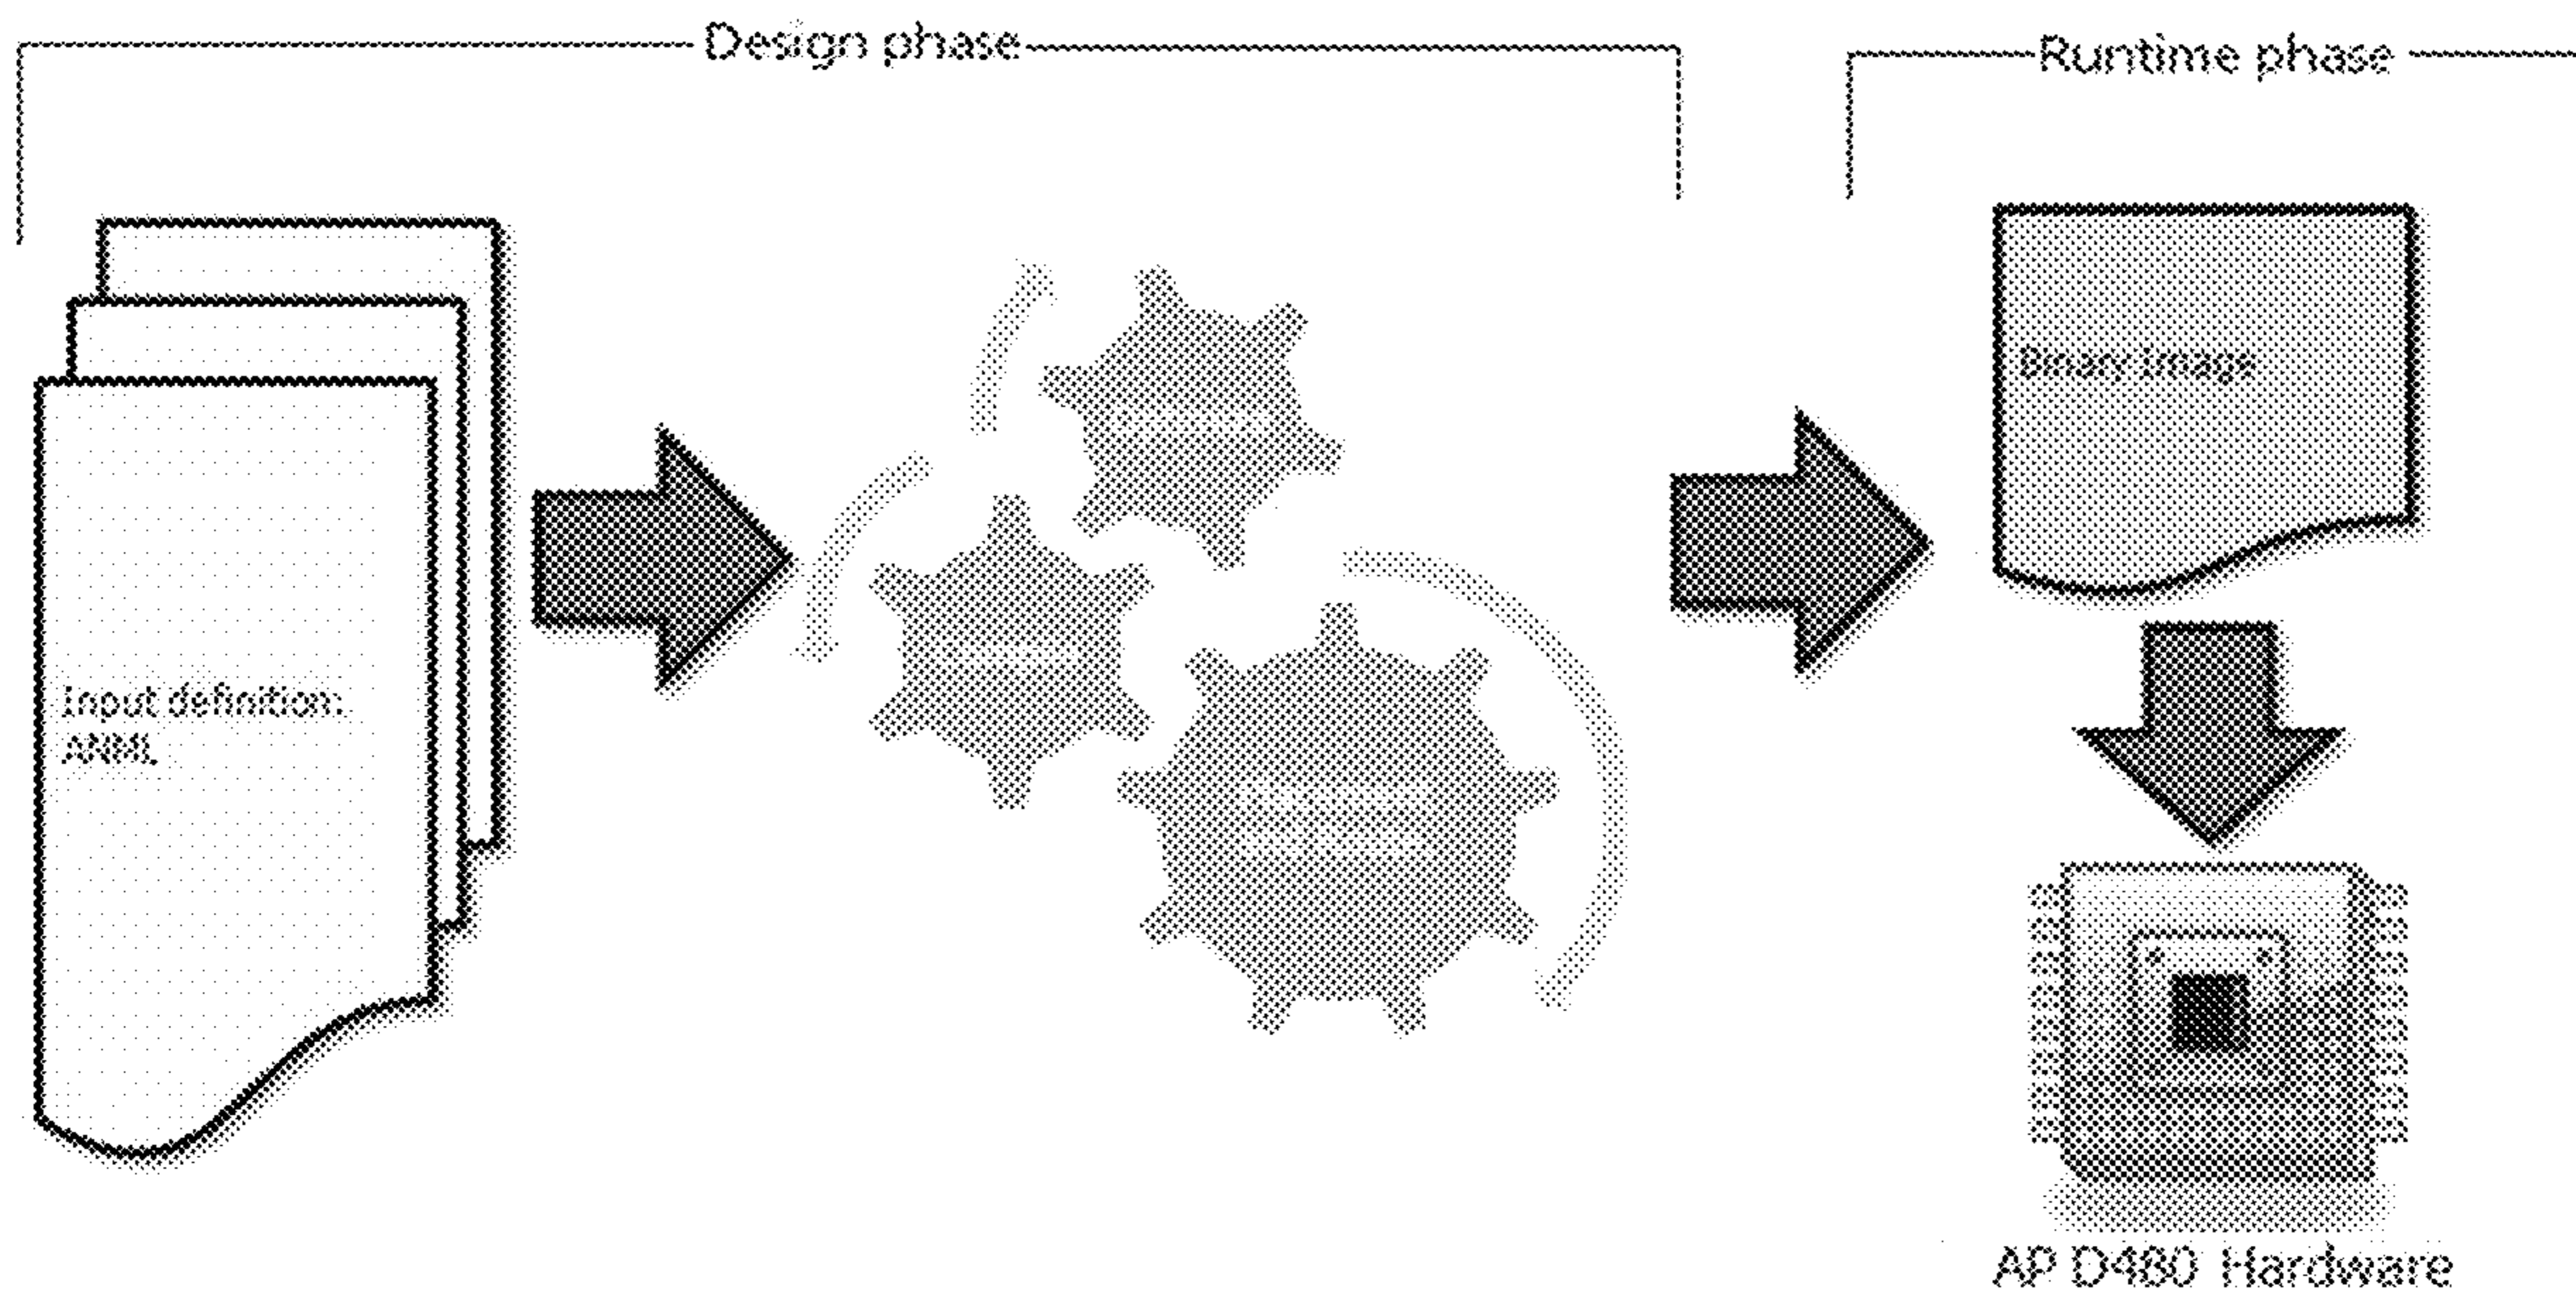 Design phase
Runtime phase
Input definition:
ANML
Binary Image
AP D480 Hardware